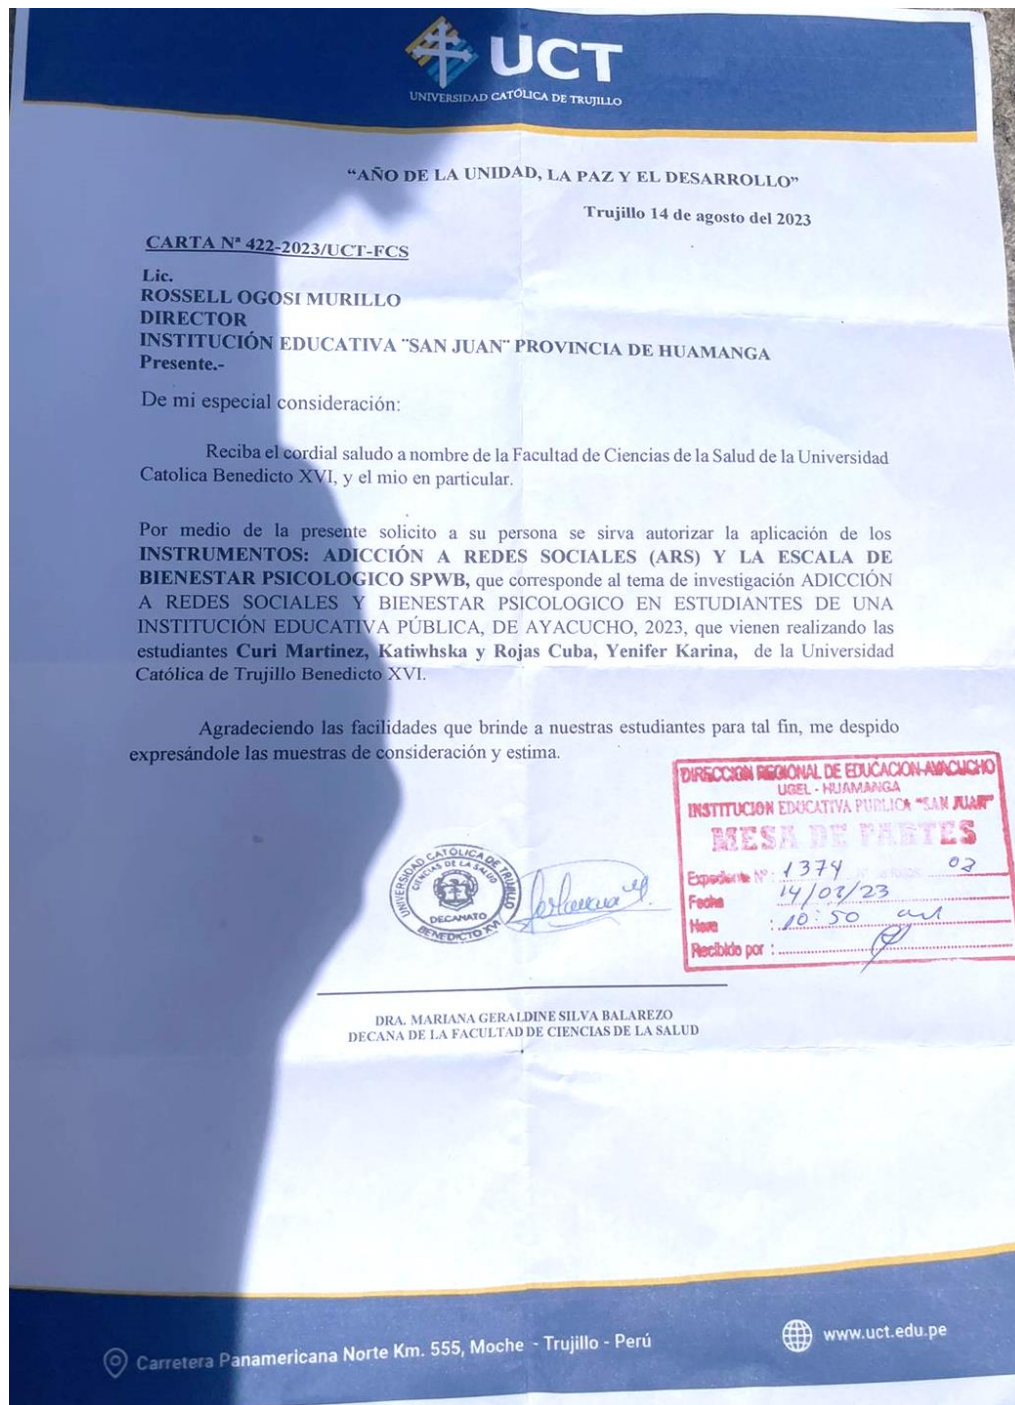 UCT
UNIVERSIDAD CATÓLICA DE TRUJILLO
“AÑO DE LA UNIDAD, LA PAZ Y EL DESARROLLO”
Trujillo 14 de agosto del 2023
CARTA Nª 422-2023/UCT-FCS
Lic.
ROSSELL OGOSI MURILLO
DIRECTOR
INSTITUCIÓN EDUCATIVA ¨SAN JUAN¨ PROVINCIA DE HUAMANGA
Presente.-
De mi especial consideración:
Reciba el cordial saludo a nombre de la Facultad de Ciencias de la Salud de la Universidad
Catolica Benedicto XVI, y el mio en particular.
Por medio de la presente solicito a su persona se sirva autorizar la aplicación de los
INSTRUMENTOS: ADICCIÓN A REDES SOCIALES (ARS) Y LA ESCALA DE
BIENESTAR PSICOLOGICO SPWB, que corresponde al tema de investigación ADICCIÓN
A REDES SOCIALES Y BIENESTAR PSICOLOGICO EN ESTUDIANTES DE UNA
INSTITUCIÓN EDUCATIVA PÚBLICA, DE AYACUCHO, 2023, que vienen realizando las
estudiantes Curi Martinez, Katiwhska y Rojas Cuba, Yenifer Karina, de la Universidad
Católica de Trujillo Benedicto XVI.
Agradeciendo las facilidades que brinde a nuestras estudiantes para tal fin, me despido
expresándole las muestras de consideración y estima.
DIRECCION REGIONAL DE EDUCACION-AYACUCHO
UGEL - HUAMANGA
INSTITUCION EDUCATIVA PUBLICA "SAN JUAN"
MESA DE PARTES
Expediente Nº: 1374 02
Fecha 14/08/23
Hora : 10:50 am
Recibido por :
UNIVERSIDAD CATOLICA DE TRUJILLO
CIENCIAS DE LA SALUD
DECANATO
BENEDICTO XVI
DRA. MARIANA GERALDINE SILVA BALAREZO
DECANA DE LA FACULTAD DE CIENCIAS DE LA SALUD
Carretera Panamericana Norte Km. 555, Moche - Trujillo - Perú
www.uct.edu.pe